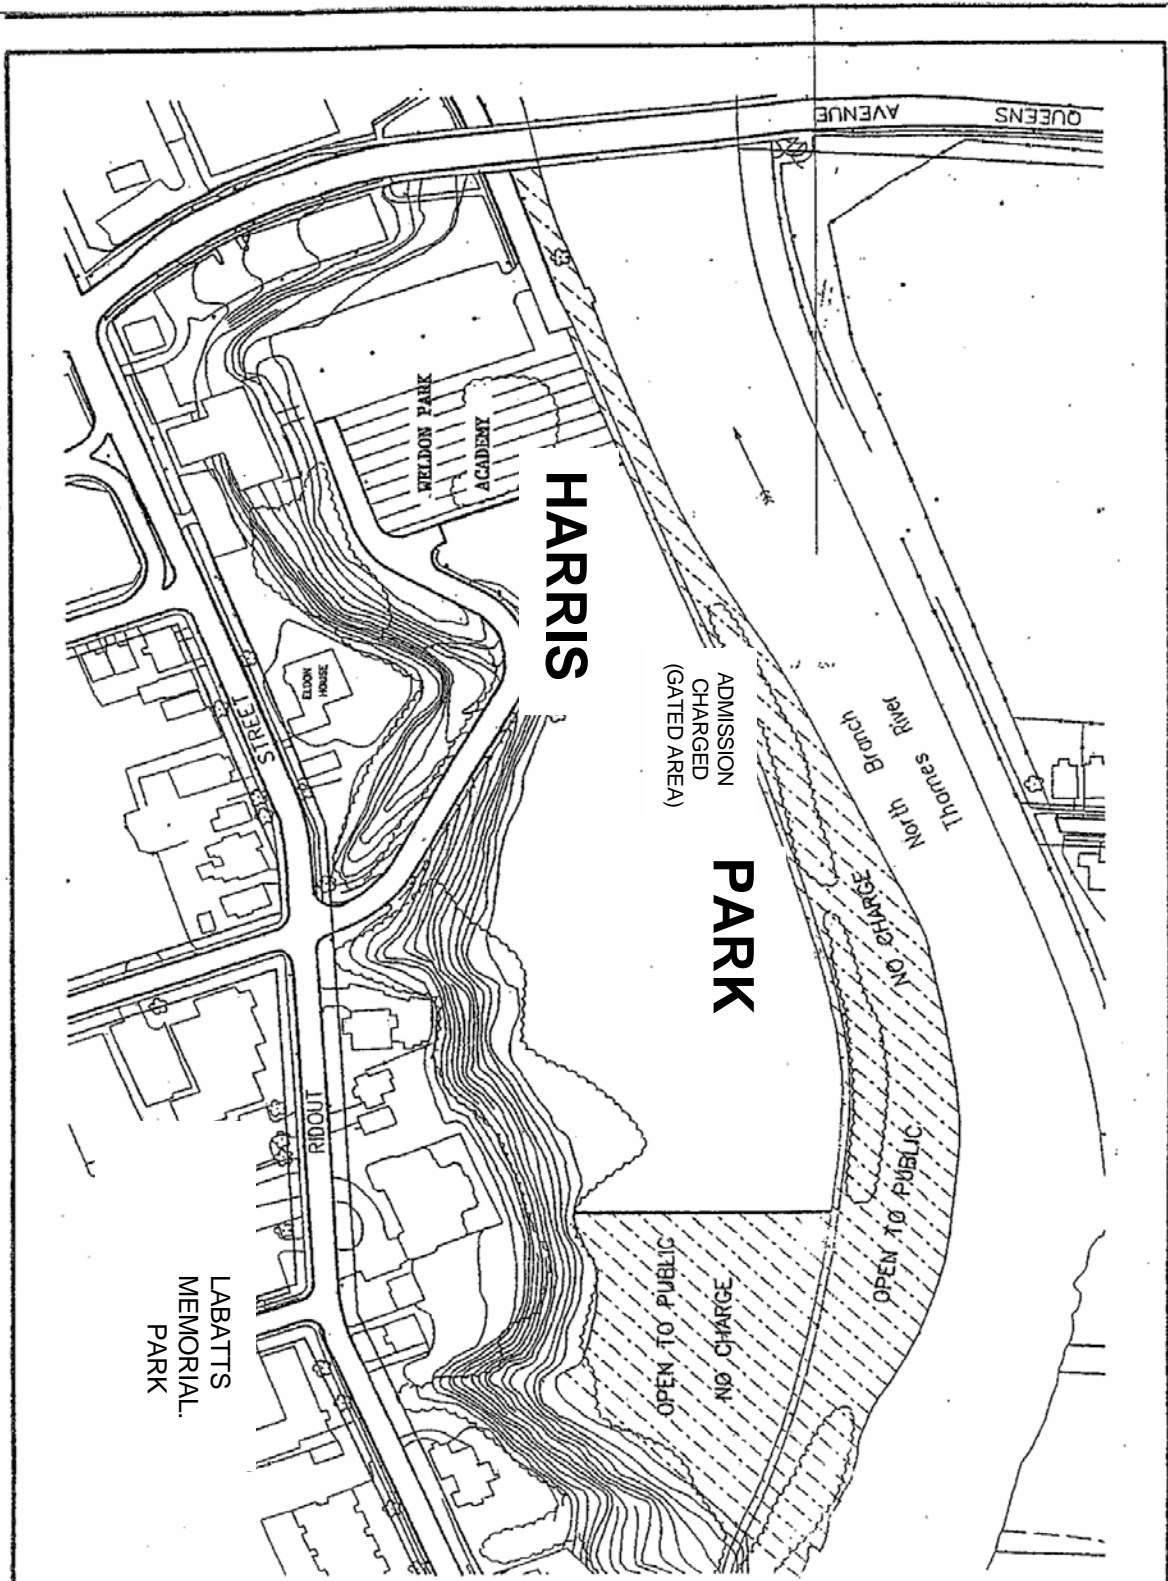 QUEENS AVENUE
WELDON PARK
ACADEMY
HARRIS
PARK
ADMISSION
CHARGED
(GATED AREA)
North Branch
Thames River
ELDON
HOUSE
STREET
RIDOUT
NO CHARGE
OPEN TO PUBLIC
NO CHARGE
OPEN TO PUBLIC
LABATTS
MEMORIAL.
PARK